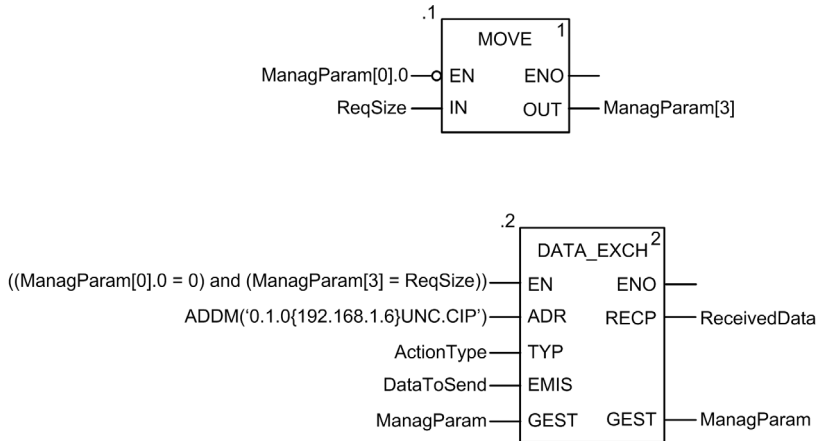 .1
MOVE 1
ManagParam[0].0 EN ENO
ReqSize IN OUT ManagParam[3]
.2
DATA_EXCH 2
((ManagParam[0].0 = 0) and (ManagParam[3] = ReqSize)) EN ENO
ADDM(‘0.1.0{192.168.1.6}UNC.CIP’) ADR RECP ReceivedData
ActionType TYP
DataToSend EMIS
ManagParam GEST GEST ManagParam